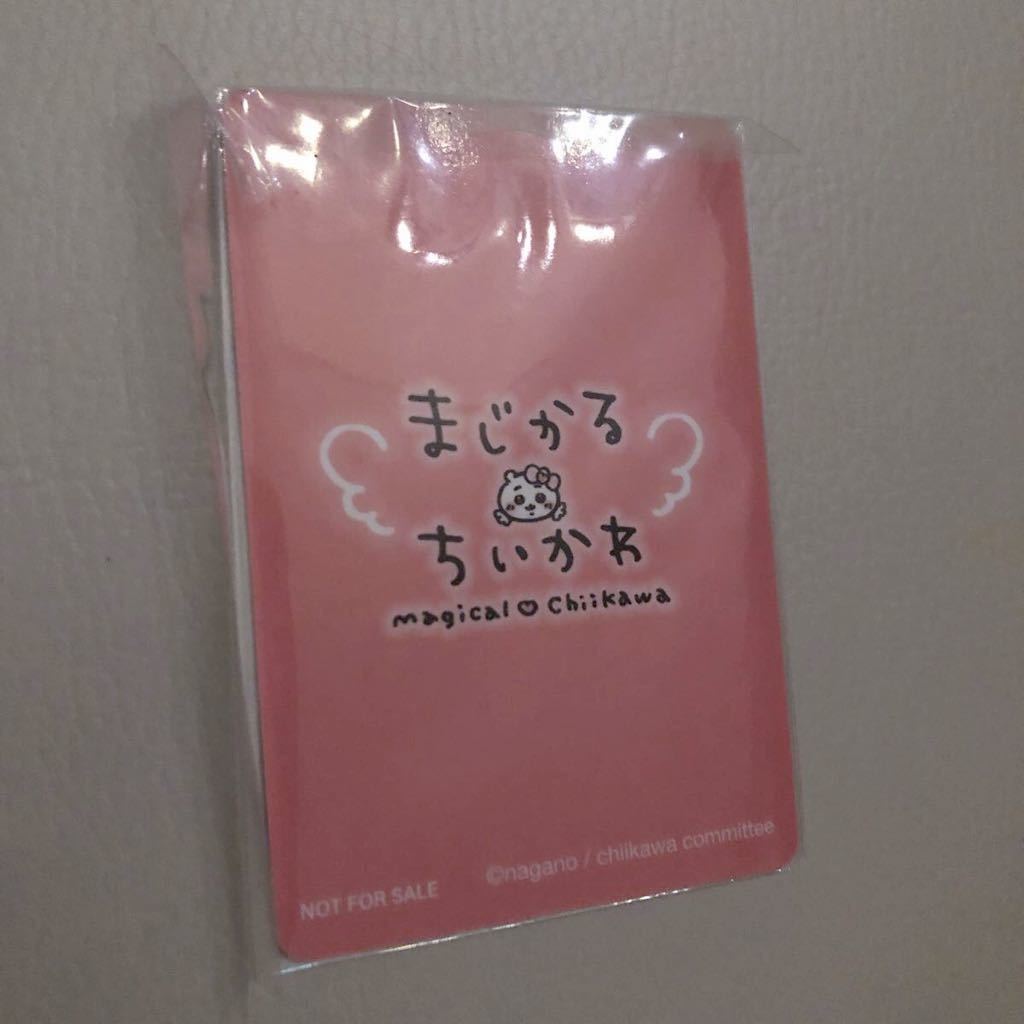 まじかる
ちいかわ
magical♡Chiikawa
©nagano / chiikawa committee
NOT FOR SALE